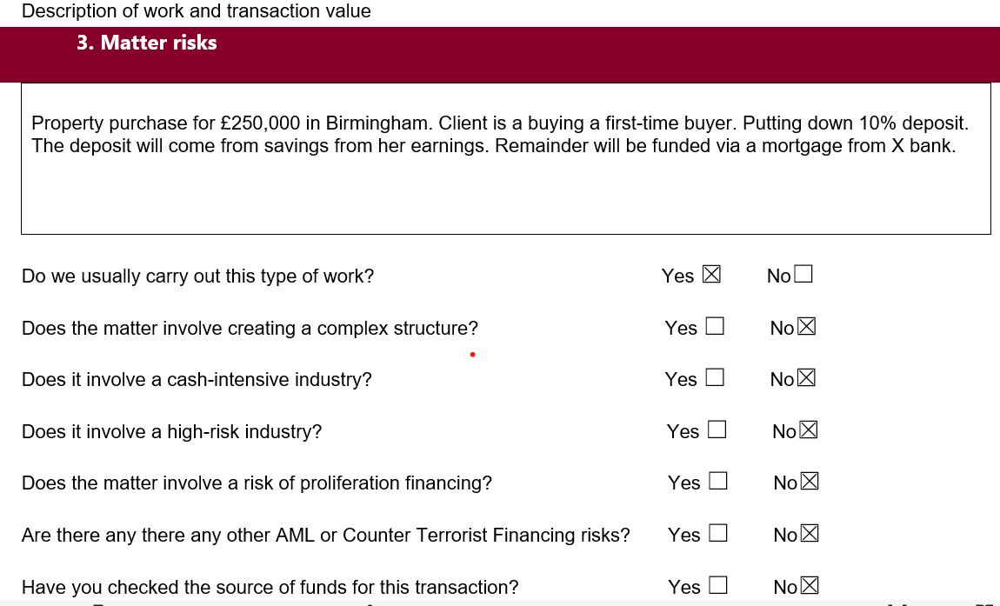 Description of work and transaction value
3. Matter risks
Property purchase for £250,000 in Birmingham. Client is a buying a first-time buyer. Putting down 10% deposit.
The deposit will come from savings from her earnings. Remainder will be funded via a mortgage from X bank.
Do we usually carry out this type of work? Yes ☒ No ☐
Does the matter involve creating a complex structure? Yes ☐ No ☒
Does it involve a cash-intensive industry? Yes ☐ No ☒
Does it involve a high-risk industry? Yes ☐ No ☒
Does the matter involve a risk of proliferation financing? Yes ☐ No ☒
Are there any there any other AML or Counter Terrorist Financing risks? Yes ☐ No ☒
Have you checked the source of funds for this transaction? Yes ☐ No ☒